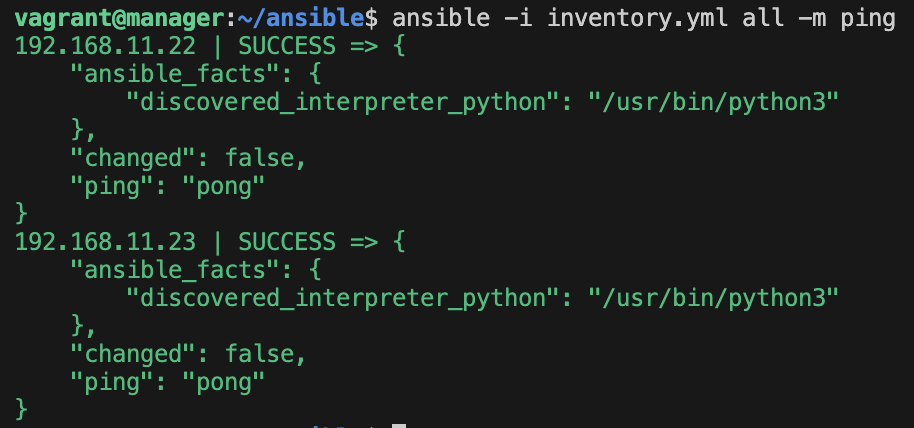 vagrant@manager:~/ansible$ ansible -i inventory.yml all -m ping
192.168.11.22 | SUCCESS => {
    "ansible_facts": {
        "discovered_interpreter_python": "/usr/bin/python3"
    },
    "changed": false,
    "ping": "pong"
}
192.168.11.23 | SUCCESS => {
    "ansible_facts": {
        "discovered_interpreter_python": "/usr/bin/python3"
    },
    "changed": false,
    "ping": "pong"
}